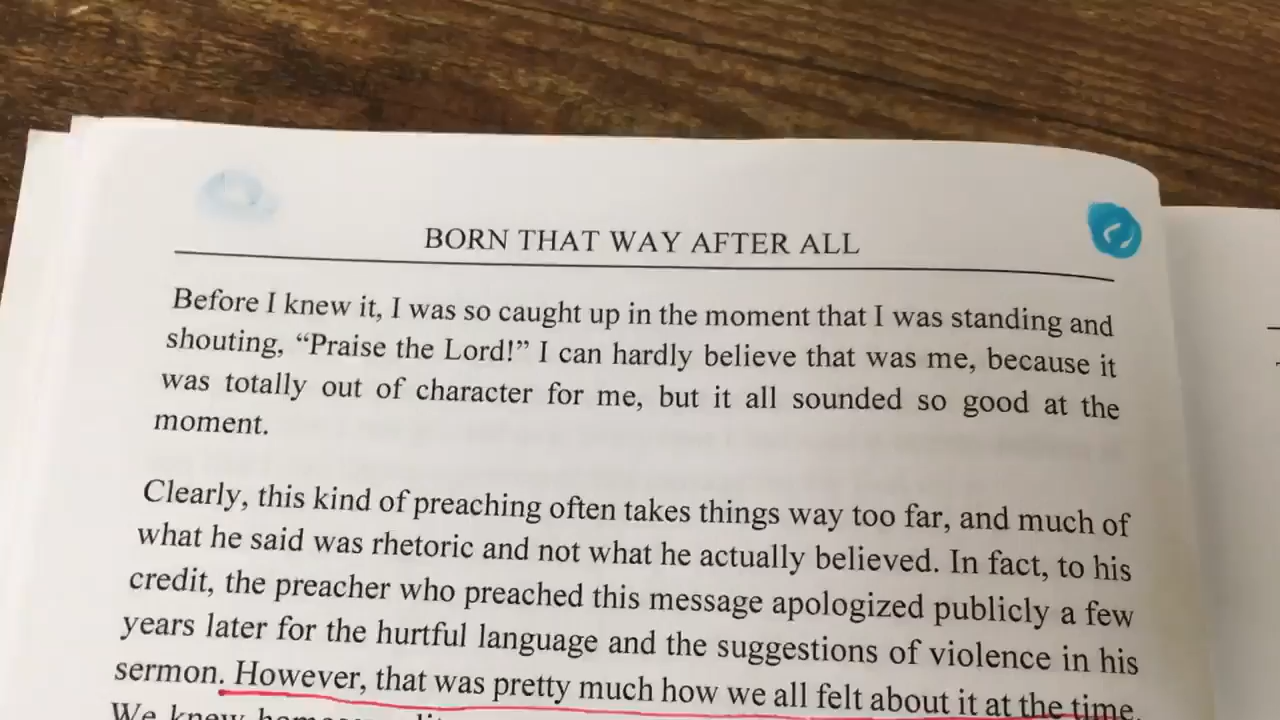 BORN THAT WAY AFTER ALL
Before I knew it, I was so caught up in the moment that I was standing and
shouting, “Praise the Lord!” I can hardly believe that was me, because it
was totally out of character for me, but it all sounded so good at the
moment.
Clearly, this kind of preaching often takes things way too far, and much of
what he said was rhetoric and not what he actually believed. In fact, to his
credit, the preacher who preached this message apologized publicly a few
years later for the hurtful language and the suggestions of violence in his
sermon. However, that was pretty much how we all felt about it at the time.
We knew